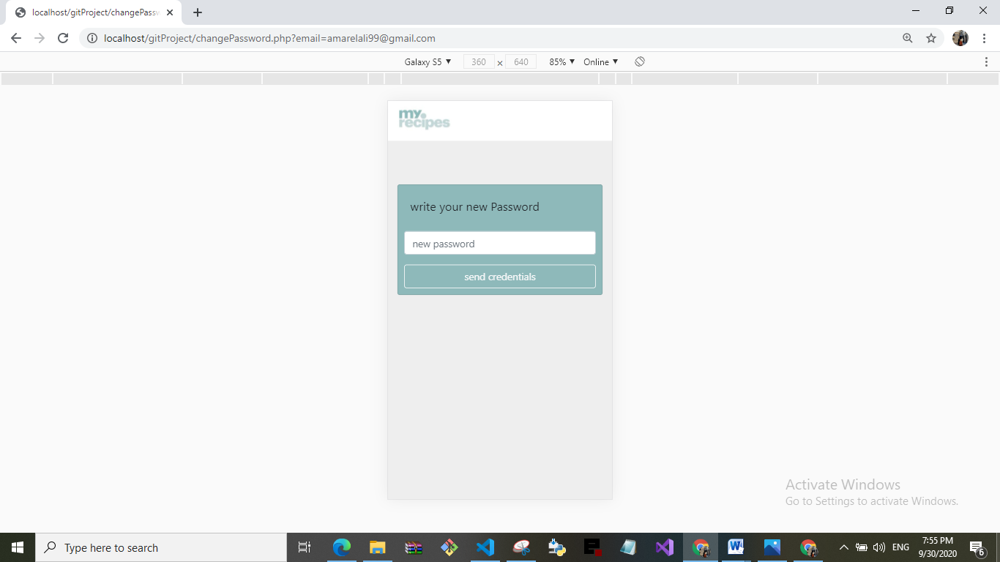 localhost/gitProject/changePassw
localhost/gitProject/changePassword.php?email=amarelali99@gmail.com
Galaxy S5 ▼ 360 × 640 85% ▼ Online ▼
my.
recipes
write your new Password
new password
send credentials
Activate Windows
Go to Settings to activate Windows.
Type here to search
ENG
7:55 PM
9/30/2020
6